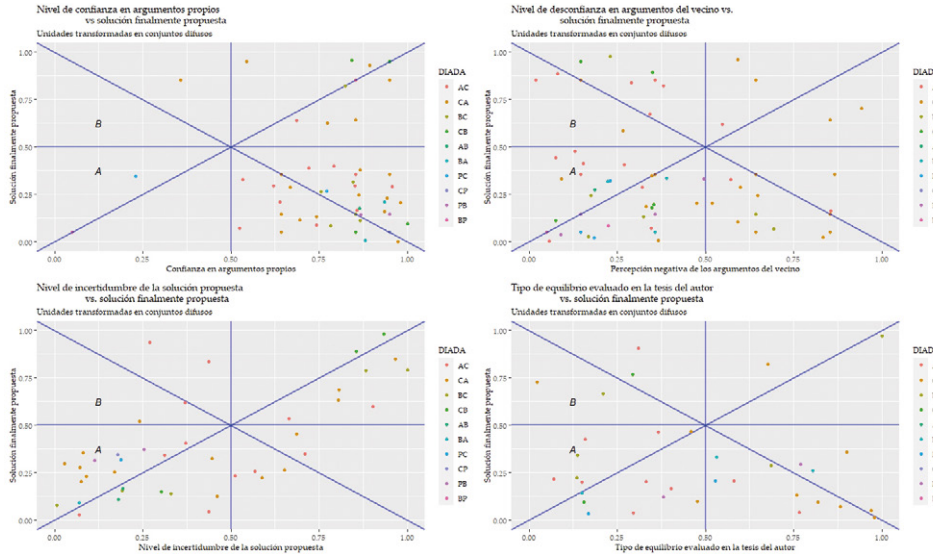 Nivel de confianza en argumentos propios
vs solución finalmente propuesta
Unidades transformadas en conjuntos difusos
Solución finalmente propuesta
1.00
0.75
0.50
0.25
0.00
B
A
0.00
0.25
0.50
0.75
1.00
Confianza en argumentos propios
DIADA
AC
CA
BC
CB
AB
BA
PC
CP
PB
BP
Nivel de desconfianza en argumentos del vecino vs.
solución finalmente propuesta
Unidades transformadas en conjuntos difusos
Solución finalmente propuesta
1.00
0.75
0.50
0.25
0.00
B
A
0.00
0.25
0.50
0.75
1.00
Percepción negativa de los argumentos del vecino
DIADA
Nivel de incertidumbre de la solución propuesta
vs. solución finalmente propuesta
Unidades transformadas en conjuntos difusos
Solución finalmente propuesta
1.00
0.75
0.50
0.25
0.00
B
A
0.00
0.25
0.50
0.75
1.00
Nivel de incertidumbre de la solución propuesta
DIADA
AC
CA
BC
CB
AB
BA
PC
CP
PB
BP
Tipo de equilibrio evaluado en la tesis del autor
vs. solución finalmente propuesta
Unidades transformadas en conjuntos difusos
Solución finalmente propuesta
1.00
0.75
0.50
0.25
0.00
B
A
0.00
0.25
0.50
0.75
1.00
Tipo de equilibrio evaluado en la tesis del autor
DIADA